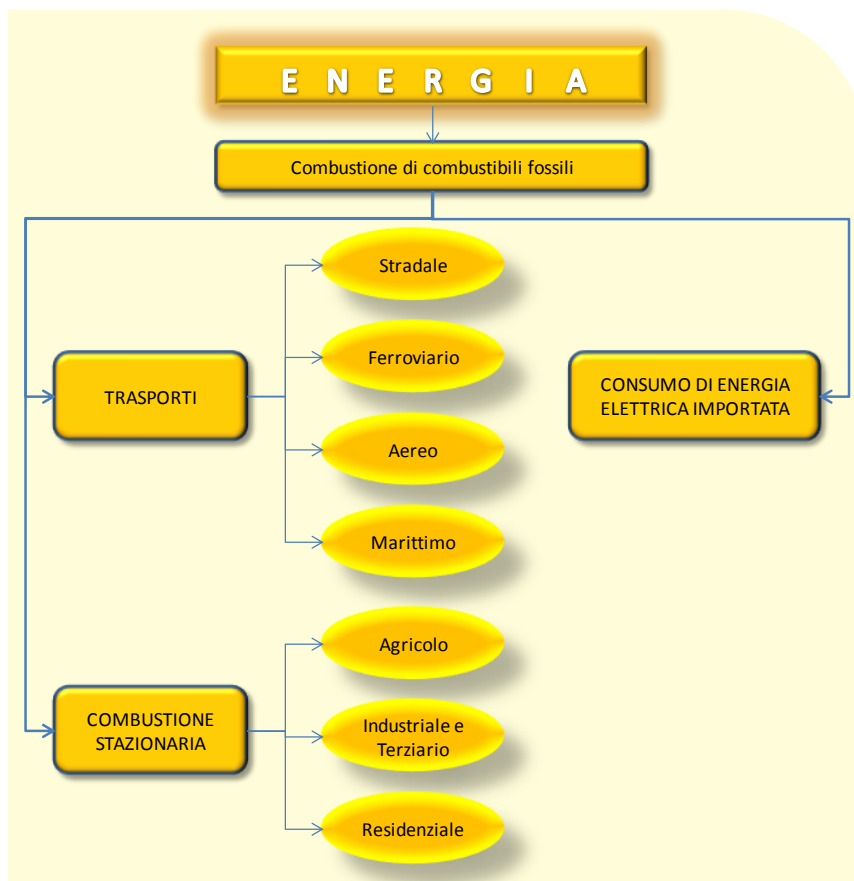 E N E R G I A
Combustione di combustibili fossili
Stradale
Ferroviario
TRASPORTI
CONSUMO DI ENERGIA
ELETTRICA IMPORTATA
Aereo
Marittimo
Agricolo
COMBUSTIONE
STAZIONARIA
Industriale e
Terziario
Residenziale